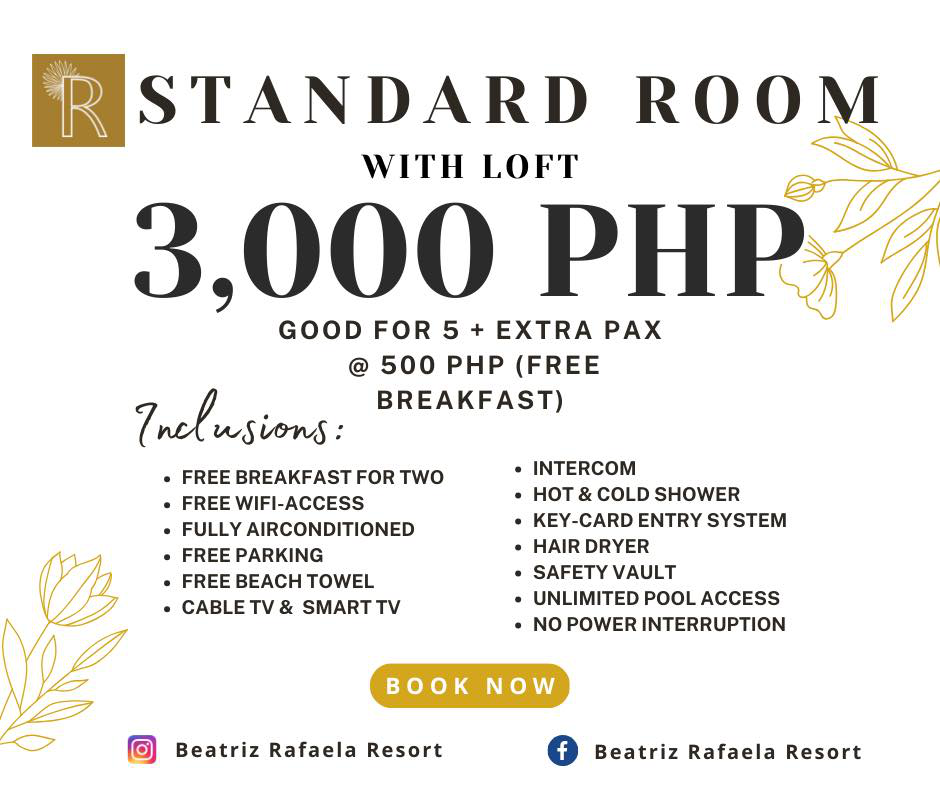 R
STANDARD ROOM
WITH LOFT
3,000 PHP
GOOD FOR 5 + EXTRA PAX
@ 500 PHP (FREE
BREAKFAST)
Inclusions:
• FREE BREAKFAST FOR TWO
• FREE WIFI-ACCESS
• FULLY AIRCONDITIONED
• FREE PARKING
• FREE BEACH TOWEL
• CABLE TV & SMART TV
• INTERCOM
• HOT & COLD SHOWER
• KEY-CARD ENTRY SYSTEM
• HAIR DRYER
• SAFETY VAULT
• UNLIMITED POOL ACCESS
• NO POWER INTERRUPTION
BOOK NOW
Beatriz Rafaela Resort
Beatriz Rafaela Resort